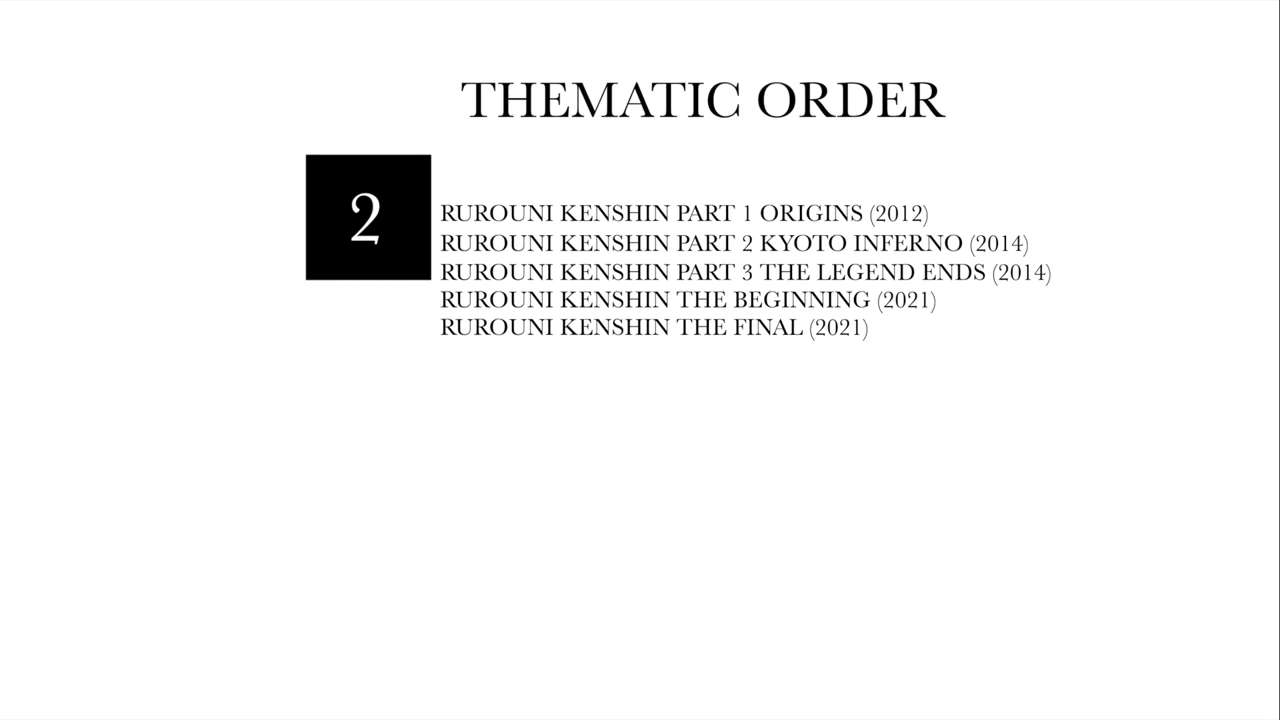 THEMATIC ORDER
2
RUROUNI KENSHIN PART 1 ORIGINS (2012)
RUROUNI KENSHIN PART 2 KYOTO INFERNO (2014)
RUROUNI KENSHIN PART 3 THE LEGEND ENDS (2014)
RUROUNI KENSHIN THE BEGINNING (2021)
RUROUNI KENSHIN THE FINAL (2021)